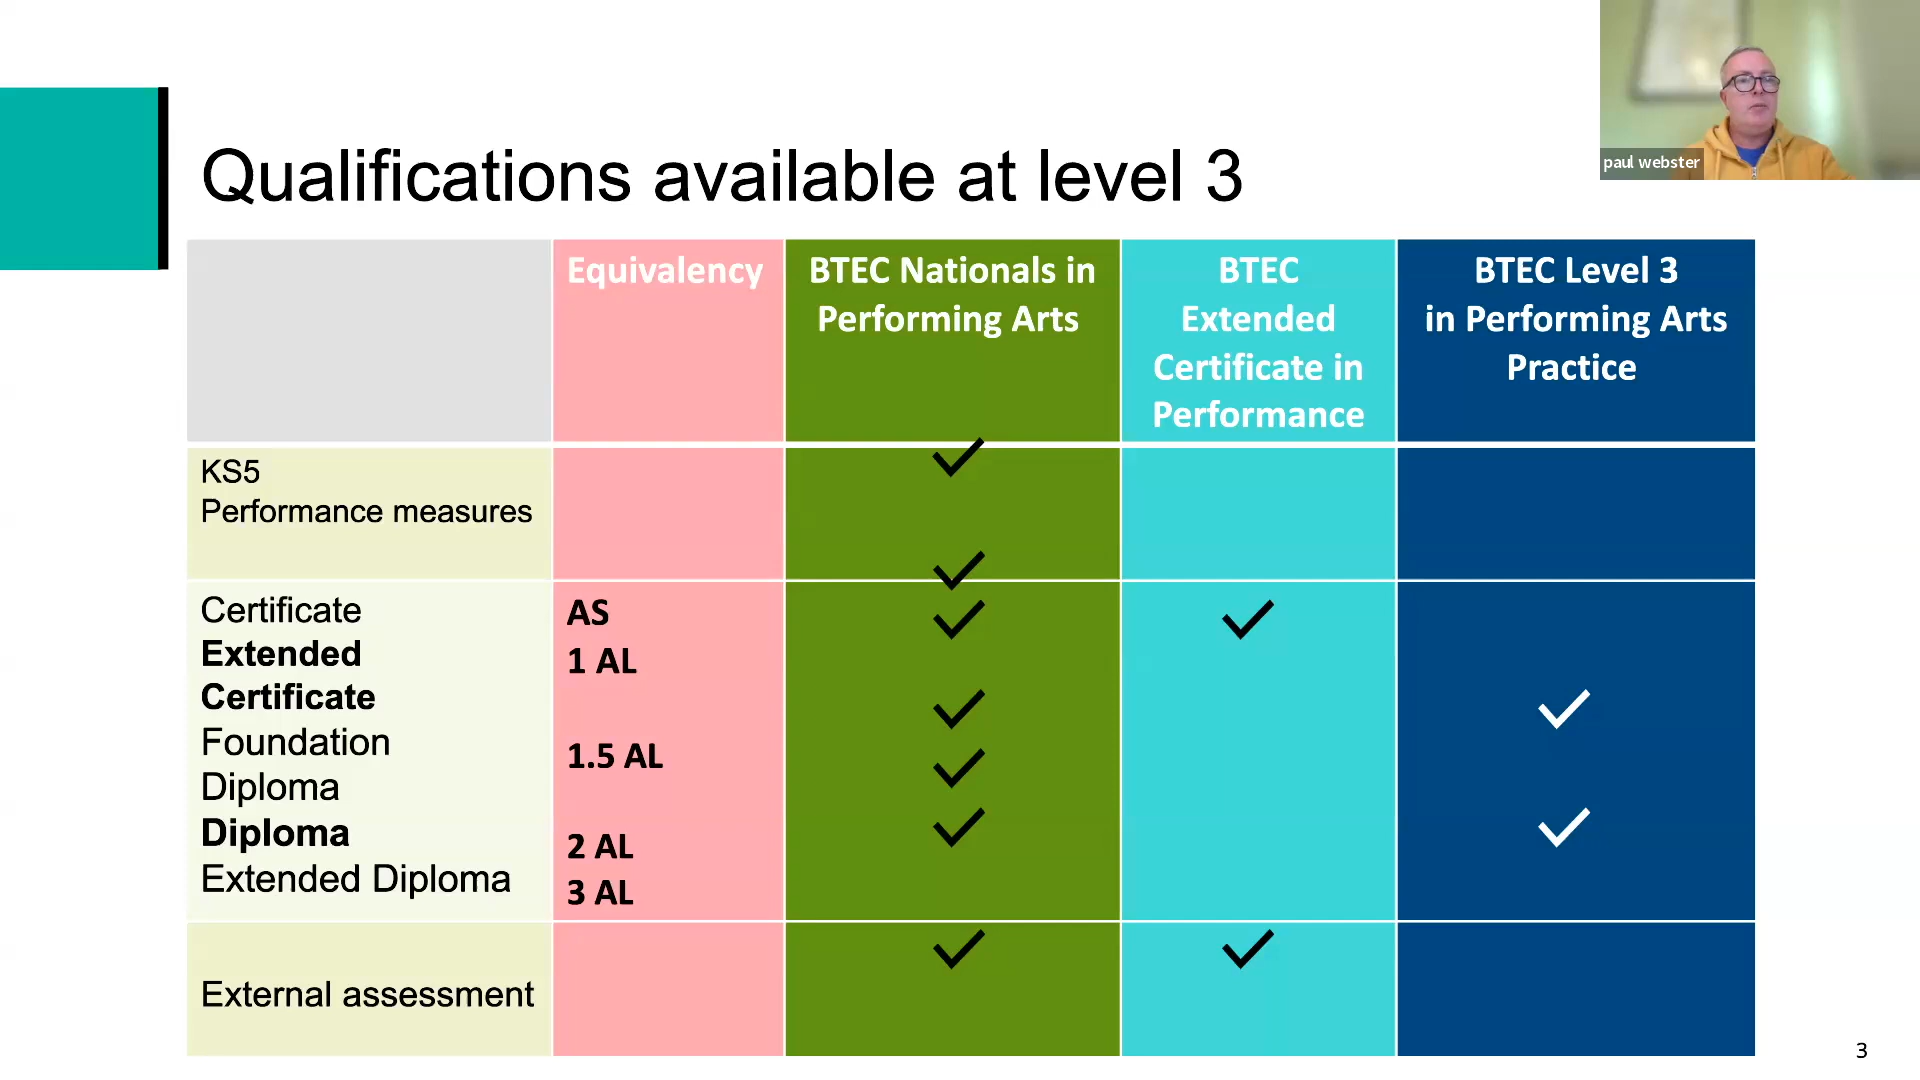 paul webster
Qualifications available at level 3
Equivalency
BTEC Nationals in
Performing Arts
BTEC
Extended
Certificate in
Performance
BTEC Level 3
in Performing Arts
Practice
KS5
Performance measures
Certificate
Extended
Certificate
Foundation
Diploma
Diploma
Extended Diploma
AS
1 AL
1.5 AL
2 AL
3 AL
External assessment
3